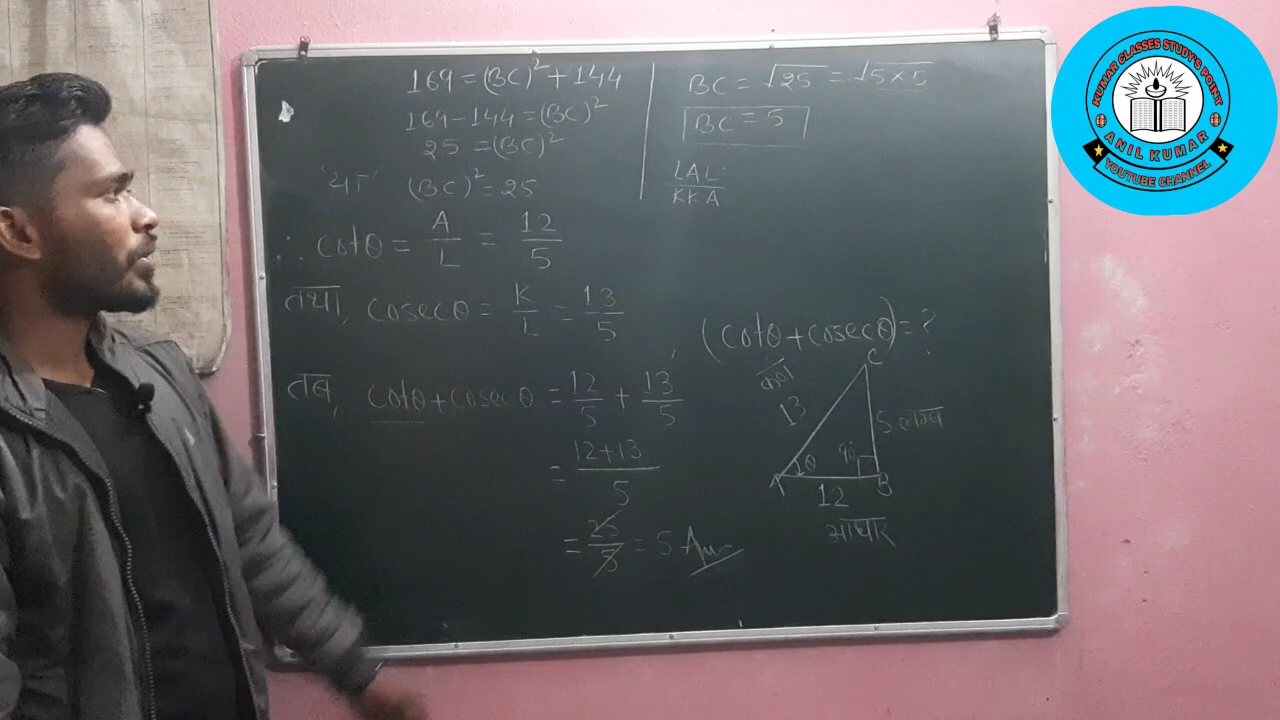 169 = (BC)² + 144
169 - 144 = (BC)²
25 = (BC)²
'या' (BC)² = 25
∴ cotθ = A/L = 12/5
तथा, cosecθ = K/L = 13/5
तब, cotθ + cosecθ = 12/5 + 13/5
= 12+13/5
= 25/5 = 5 Ans
BC = √25 = √5×5
BC = 5
LAL
KKA
(cotθ + cosecθ) = ?
C
कर्ण
13
5 लम्ब
θ 90°
A 12 B
आधार
KUMAR CLASSES STUDY'S POINT
ANIL KUMAR
YOUTUBE CHANNEL